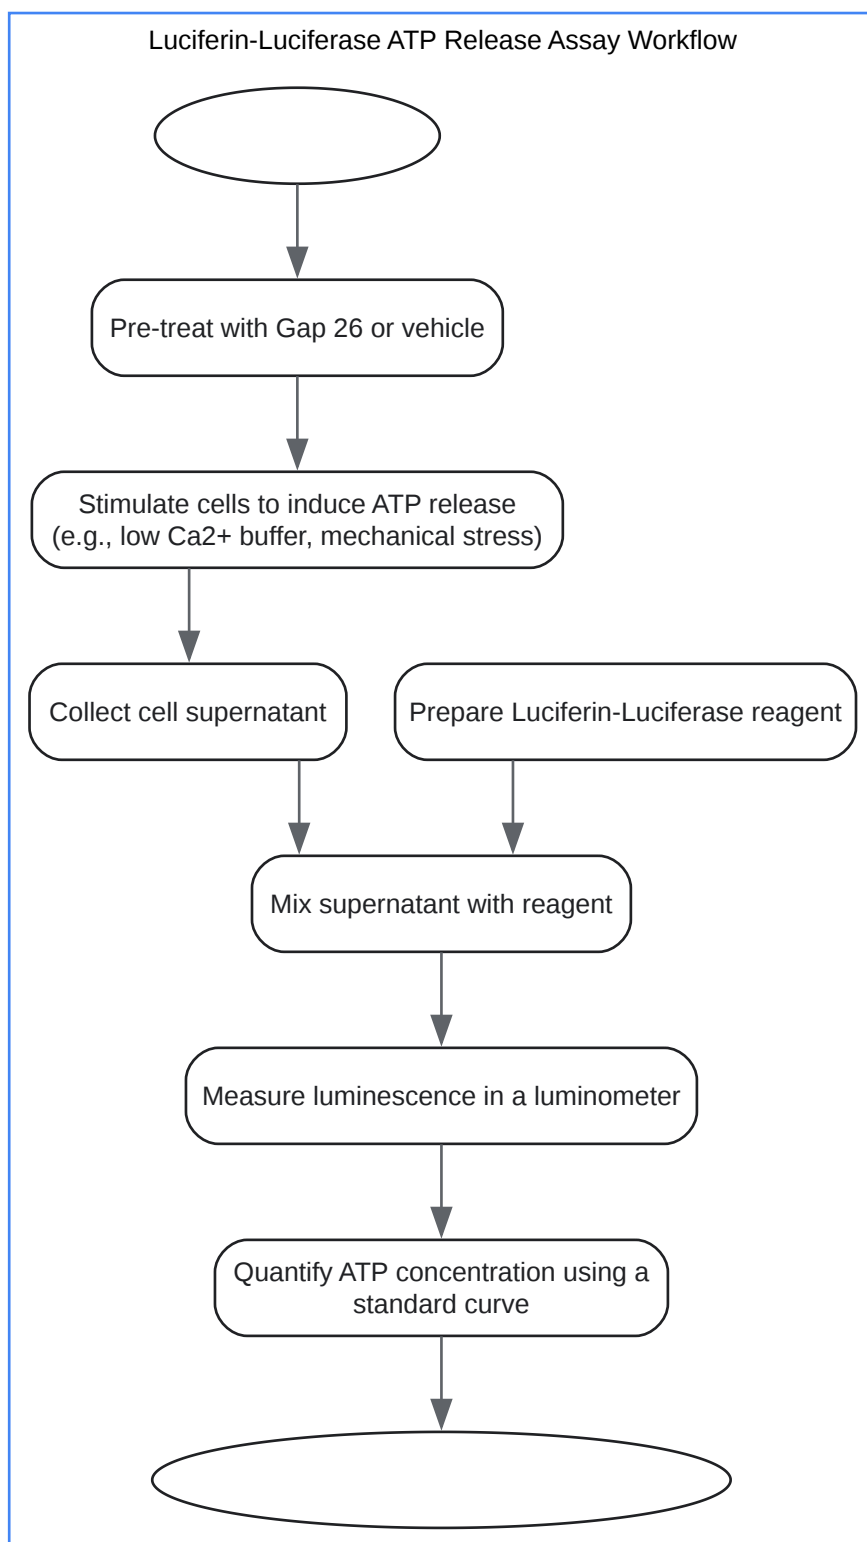 Luciferin-Luciferase ATP Release Assay Workflow
Pre-treat with Gap 26 or vehicle
Stimulate cells to induce ATP release
(e.g., low Ca2+ buffer, mechanical stress)
Collect cell supernatant
Prepare Luciferin-Luciferase reagent
Mix supernatant with reagent
Measure luminescence in a luminometer
Quantify ATP concentration using a
standard curve